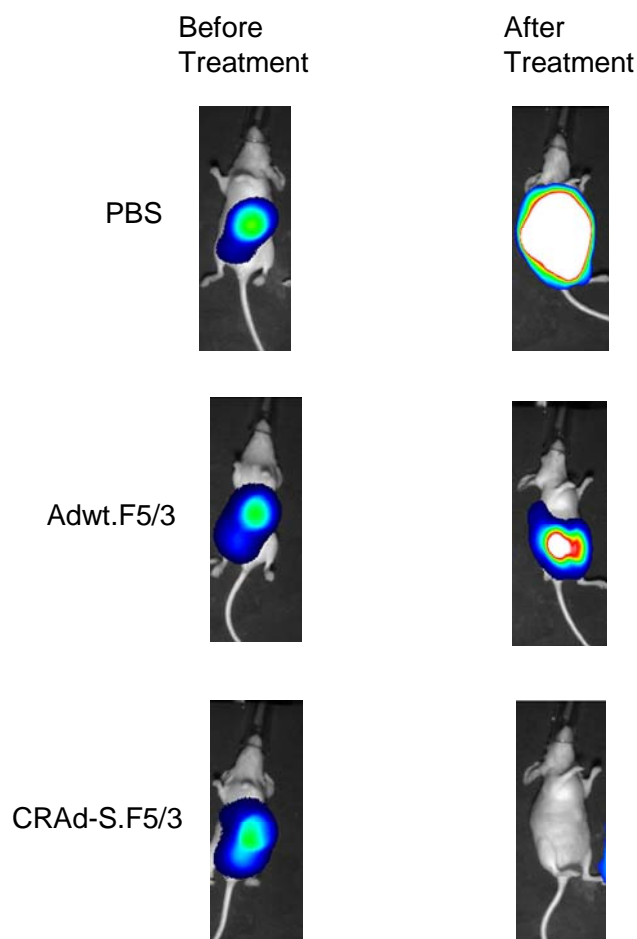 Before
Treatment
After
Treatment
PBS
Adwt.F5/3
CRAd-S.F5/3